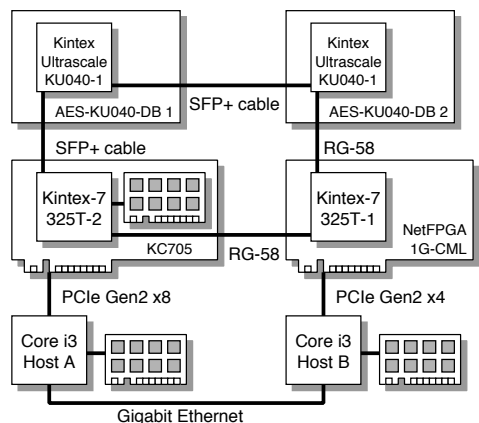 Kintex
Ultrascale
KU040-1
AES-KU040-DB 1
Kintex
Ultrascale
KU040-1
AES-KU040-DB 2
SFP+ cable
SFP+ cable
RG-58
Kintex-7
325T-2
KC705
Kintex-7
325T-1
NetFPGA
1G-CML
RG-58
PCIe Gen2 x8
PCIe Gen2 x4
Core i3
Host A
Core i3
Host B
Gigabit Ethernet